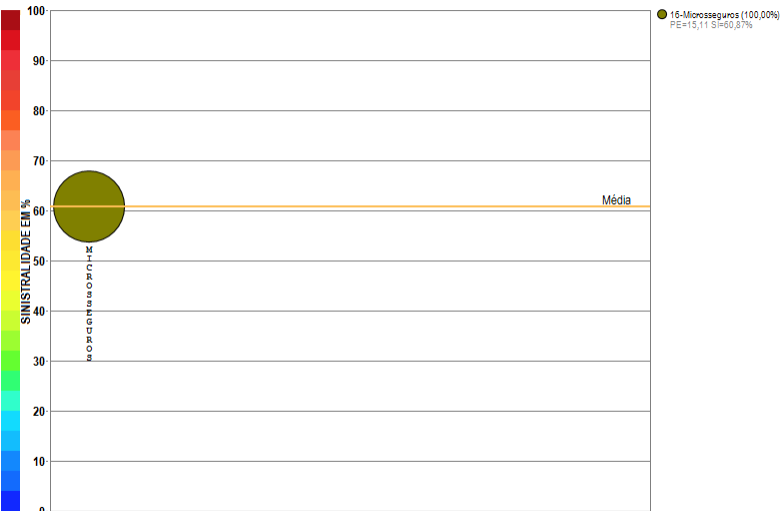 100
90
80
70
60
50
40
30
20
10
0
SINISTRALIDADE EM %
Média
MICROSSEGUROS
16-Microsseguros (100,00%)
PE=15,11 SI=60,87%